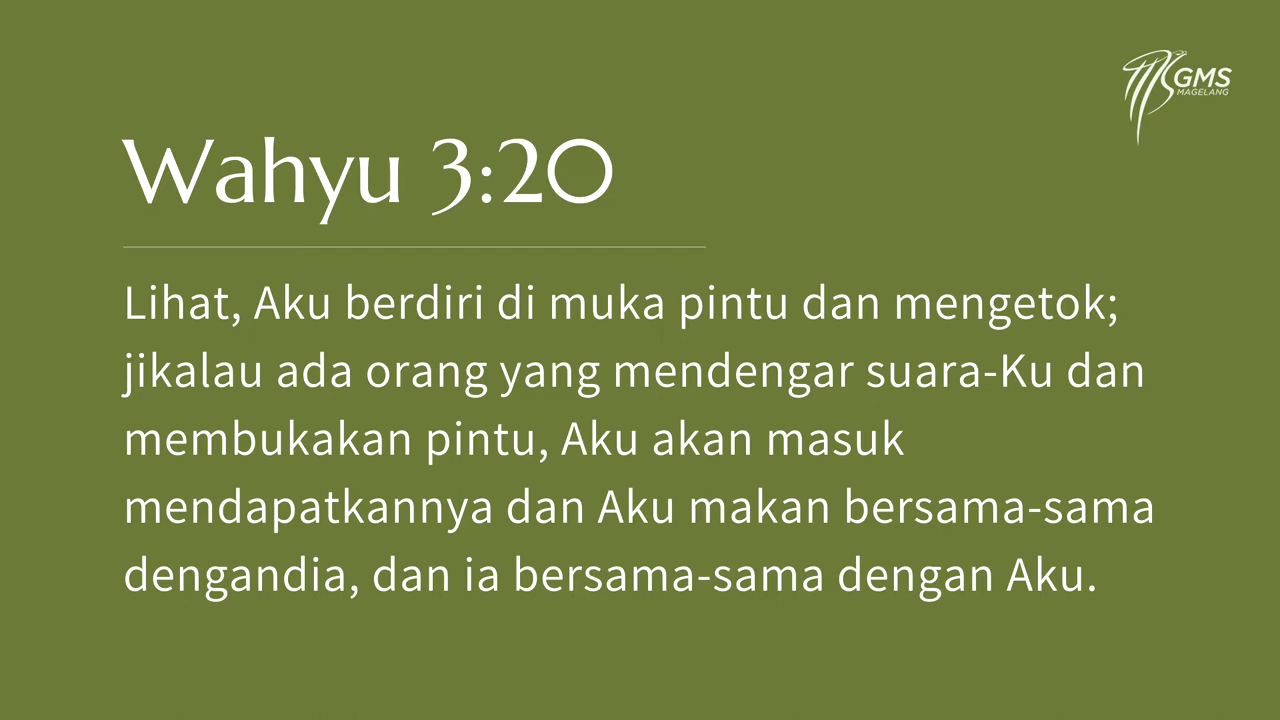 GMS
MAGELANG
Wahyu 3:20
Lihat, Aku berdiri di muka pintu dan mengetok;
jikalau ada orang yang mendengar suara-Ku dan
membukakan pintu, Aku akan masuk
mendapatkannya dan Aku makan bersama-sama
dengandia, dan ia bersama-sama dengan Aku.